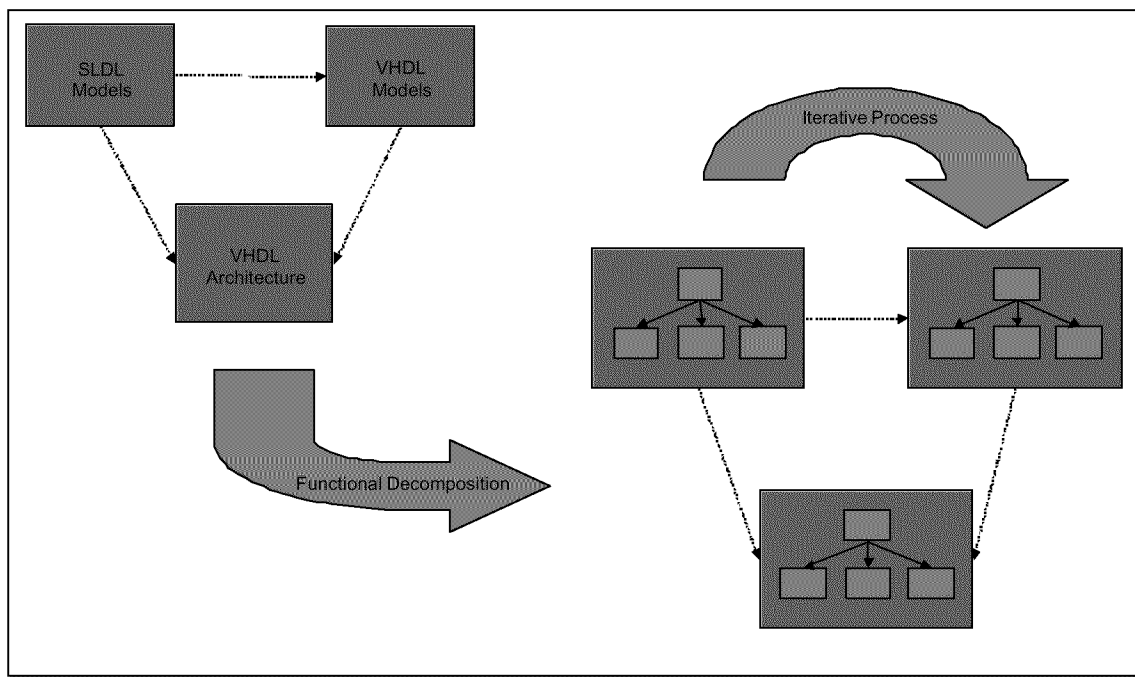 SLDL
Models
VHDL
Models
VHDL
Architecture
Iterative Process
Functional Decomposition